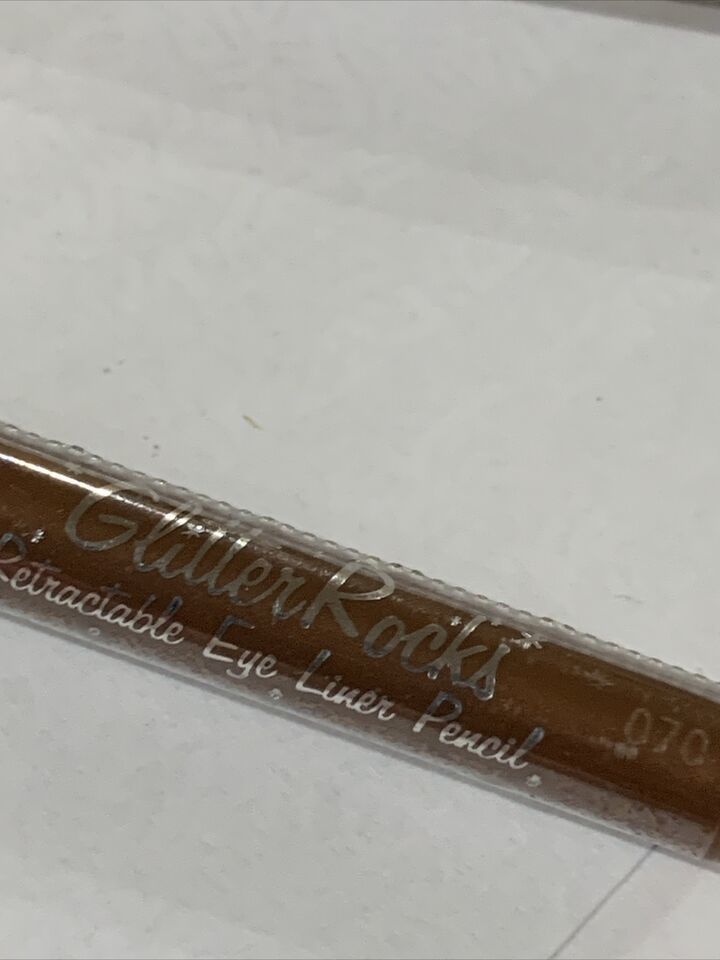 GlitterRocks
Retractable Eye Liner Pencil
070